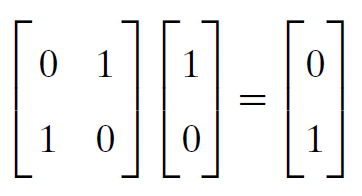 [0 1] [1] = [0]
[1 0] [0] [1]